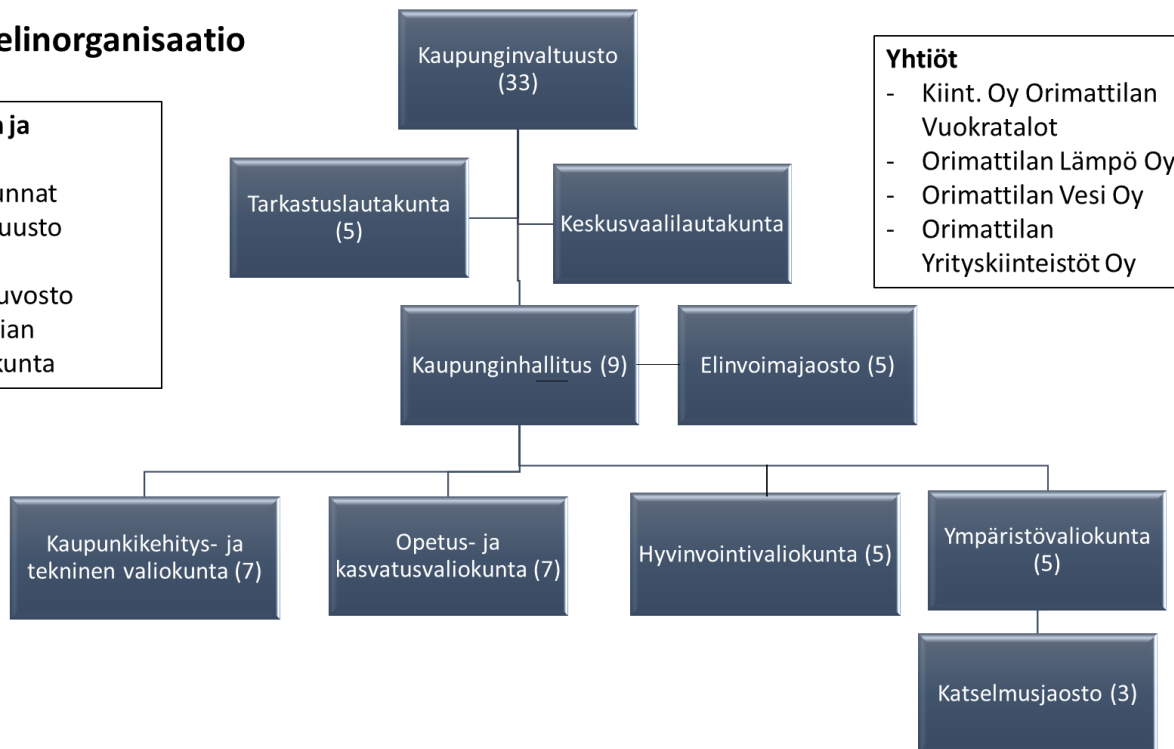 elinorganisaatio
ja
unnat
uusto
uvosto
ian
kunta
Kaupunginvaltuusto
(33)
Yhtiöt
- Kiint. Oy Orimattilan
Vuokratalot
- Orimattilan Lämpö Oy
- Orimattilan Vesi Oy
- Orimattilan
Yrityskiinteistöt Oy
Tarkastuslautakunta
(5)
Keskusvaalilautakunta
Kaupunginhallitus (9)
Elinvoimajaosto (5)
Kaupunkikehitys- ja
tekninen valiokunta (7)
Opetus- ja
kasvatusvaliokunta (7)
Hyvinvointivaliokunta (5)
Ympäristövaliokunta
(5)
Katselmusjaosto (3)